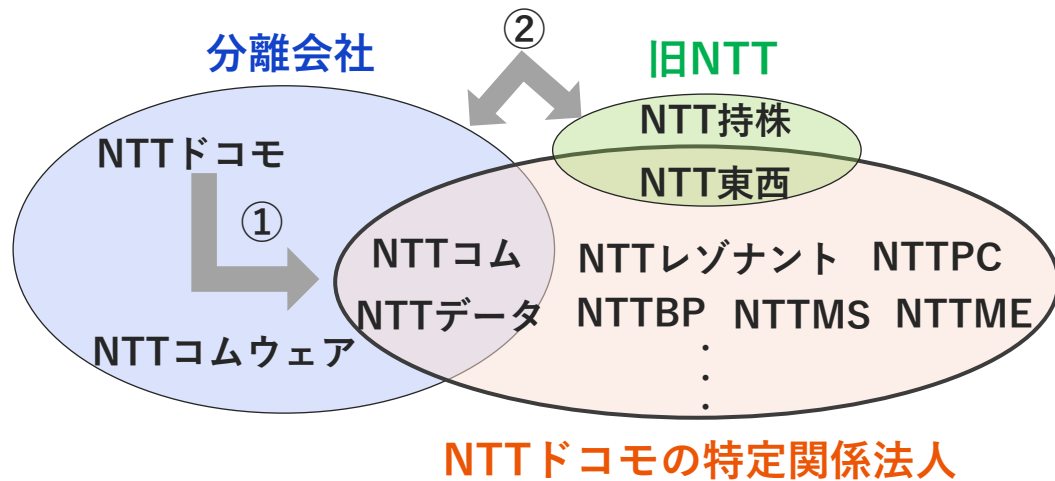 ②
分離会社
旧NTT
NTT持株
NTTドコモ
NTT東西
①
NTTコム
NTTレゾナント
NTTPC
NTTデータ
NTTBP
NTTMS
NTTME
NTTコムウェア
・
・
・
NTTドコモの特定関係法人